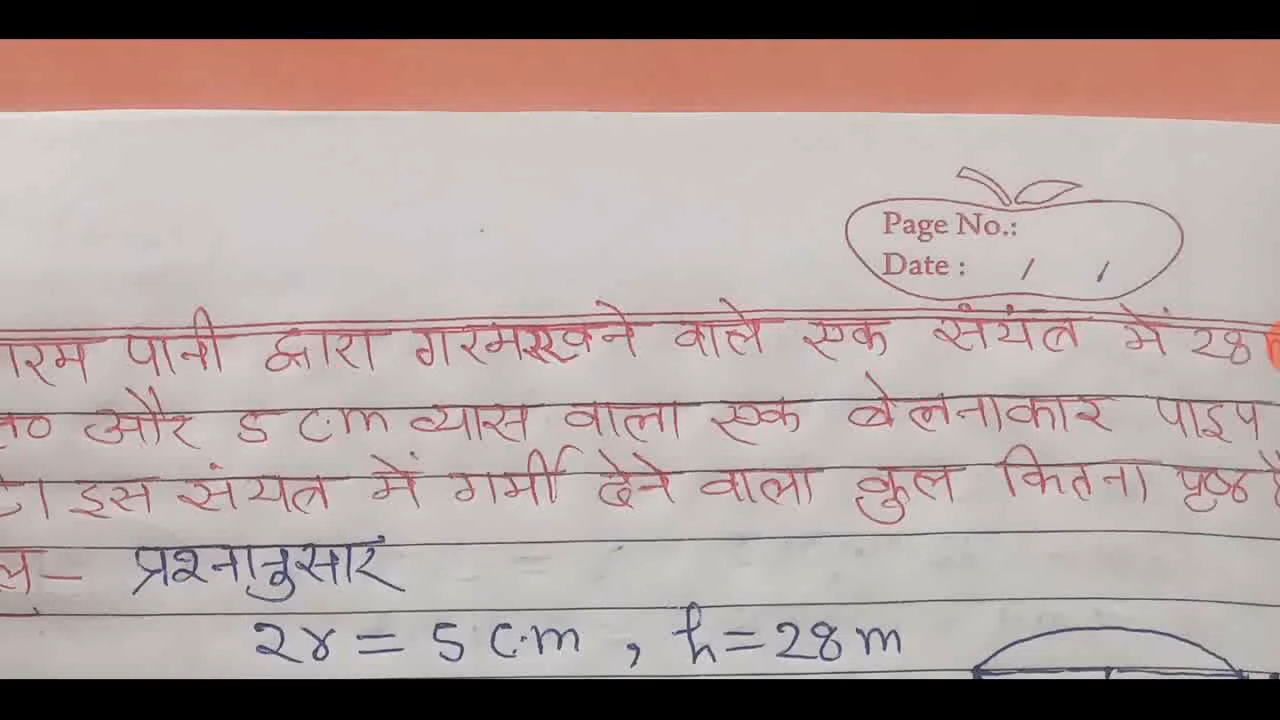 Page No.:
Date : / /
गरम पानी द्वारा गरम रखने वाले एक संयंत्र में 28
और 5 cm व्यास वाला एक बेलनाकार पाइप
है। इस संयत्र में गर्मी देने वाला कुल कितना पृष्ठ है
प्रश्नानुसार
2r = 5 c.m , h = 28 m